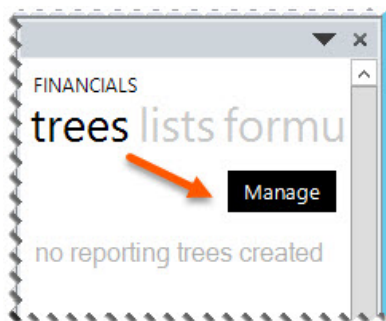 FINANCIALS
trees lists formu
Manage
no reporting trees created